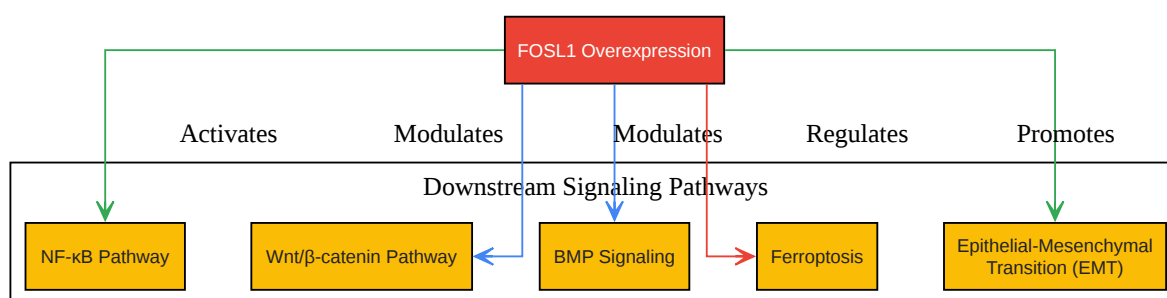 FOSL1 Overexpression
Activates
Modulates
Modulates
Regulates
Promotes
Downstream Signaling Pathways
NF-κB Pathway
Wnt/β-catenin Pathway
BMP Signaling
Ferroptosis
Epithelial-Mesenchymal
Transition (EMT)